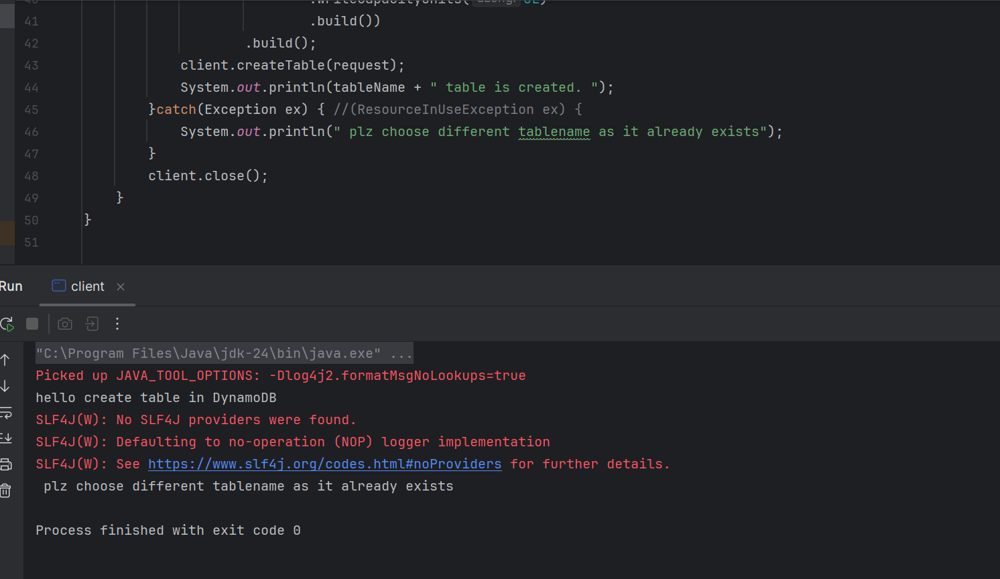 41 .build())
42 .build();
43 client.createTable(request);
44 System.out.println(tableName + " table is created. ");
45 }catch(Exception ex) { //(ResourceInUseException ex) {
46 System.out.println(" plz choose different tablename as it already exists");
47 }
48 client.close();
49 }
50 }
51
Run client
"C:\Program Files\Java\jdk-24\bin\java.exe" ...
Picked up JAVA_TOOL_OPTIONS: -Dlog4j2.formatMsgNoLookups=true
hello create table in DynamoDB
SLF4J(W): No SLF4J providers were found.
SLF4J(W): Defaulting to no-operation (NOP) logger implementation
SLF4J(W): See https://www.slf4j.org/codes.html#noProviders for further details.
plz choose different tablename as it already exists
Process finished with exit code 0